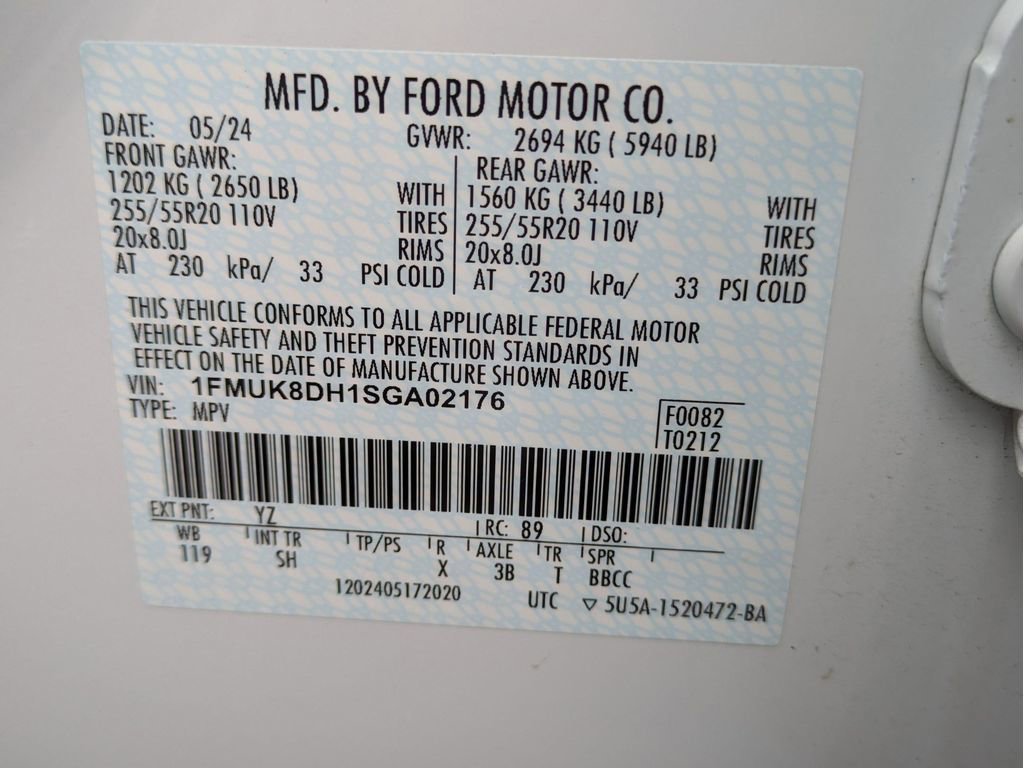 MFD. BY FORD MOTOR CO.
DATE: 05/24 GVWR: 2694 KG ( 5940 LB)
FRONT GAWR: REAR GAWR:
1202 KG ( 2650 LB) WITH 1560 KG ( 3440 LB) WITH
255/55R20 110V TIRES 255/55R20 110V TIRES
20x8.0J RIMS 20x8.0J RIMS
AT 230 kPa/ 33 PSI COLD AT 230 kPa/ 33 PSI COLD
THIS VEHICLE CONFORMS TO ALL APPLICABLE FEDERAL MOTOR
VEHICLE SAFETY AND THEFT PREVENTION STANDARDS IN
EFFECT ON THE DATE OF MANUFACTURE SHOWN ABOVE.
VIN: 1FMUK8DH1SGA02176
TYPE: MPV
F0082
T0212
EXT PNT: YZ RC: 89 DSO:
WB INT TR TP/PS R AXLE TR SPR
119 SH X 3B T BBCC
1202405172020 UTC ▽ 5U5A-1520472-BA